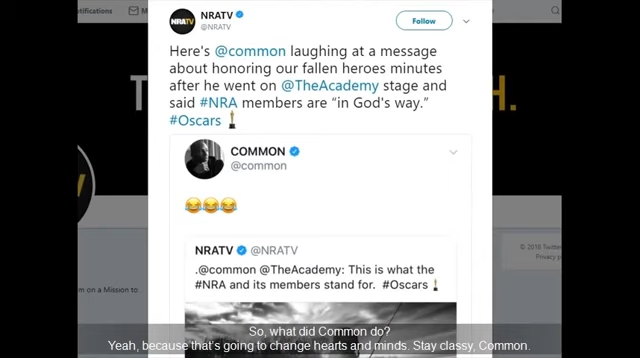 otifications
M
NRATV
@NRATV
Follow
Here's @common laughing at a message
about honoring our fallen heroes minutes
after he went on @TheAcademy stage and
said #NRA members are “in God's way.”
#Oscars
COMMON
@common
NRATV @NRATV
.@common @TheAcademy: This is what the
#NRA and its members stand for. #Oscars
T H.
V
© 2018 Twitter
Privacy p
m on a Mission to
So, what did Common do?
Yeah, because that's going to change hearts and minds. Stay classy, Common.